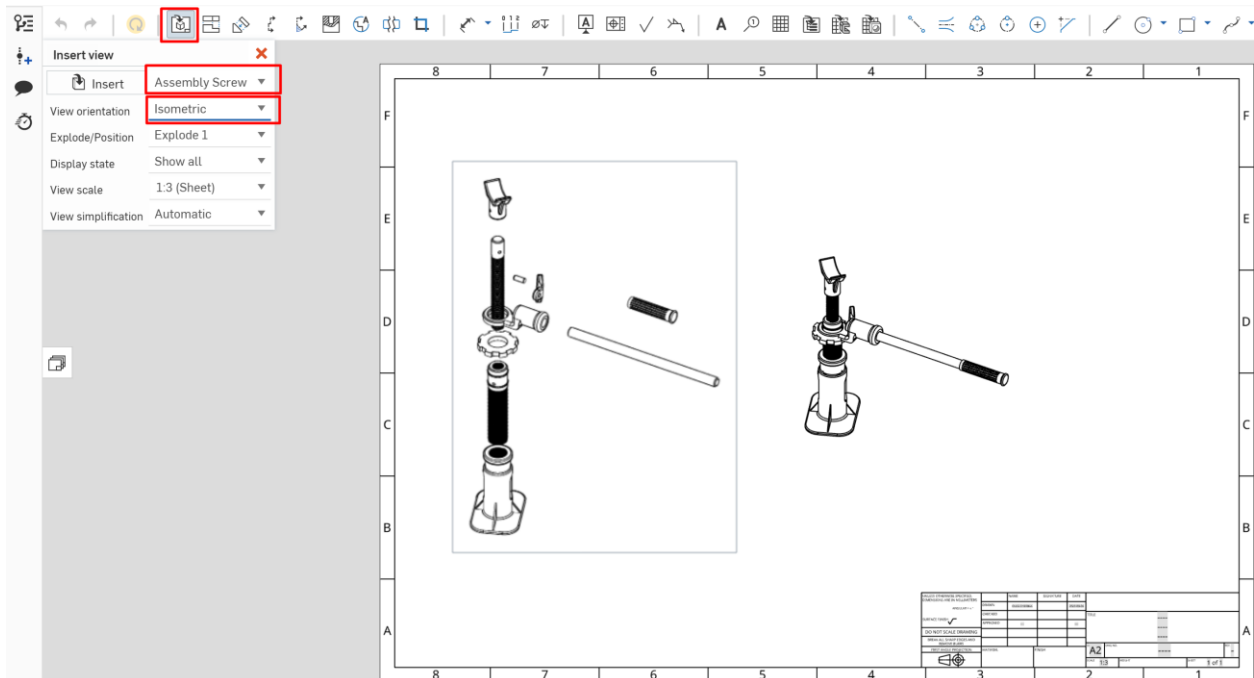 Insert view
Insert Assembly Screw
View orientation Isometric
Explode/Position Explode 1
Display state Show all
View scale 1:3 (Sheet)
View simplification Automatic
8 7 6 5 4 3 2 1
F F
E E
D D
C C
B B
A A
DO NOT SCALE DRAWING
A2
1:3
1 of 1
8 7 6 5 4 3 2 1